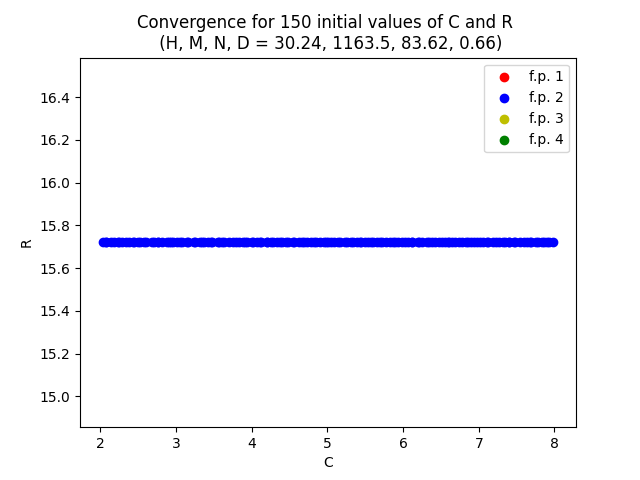 Convergence for 150 initial values of C and R
(H, M, N, D = 30.24, 1163.5, 83.62, 0.66)
f.p. 1
f.p. 2
f.p. 3
f.p. 4
16.4
16.2
16.0
15.8
15.6
15.4
15.2
15.0
R
2 3 4 5 6 7 8
C